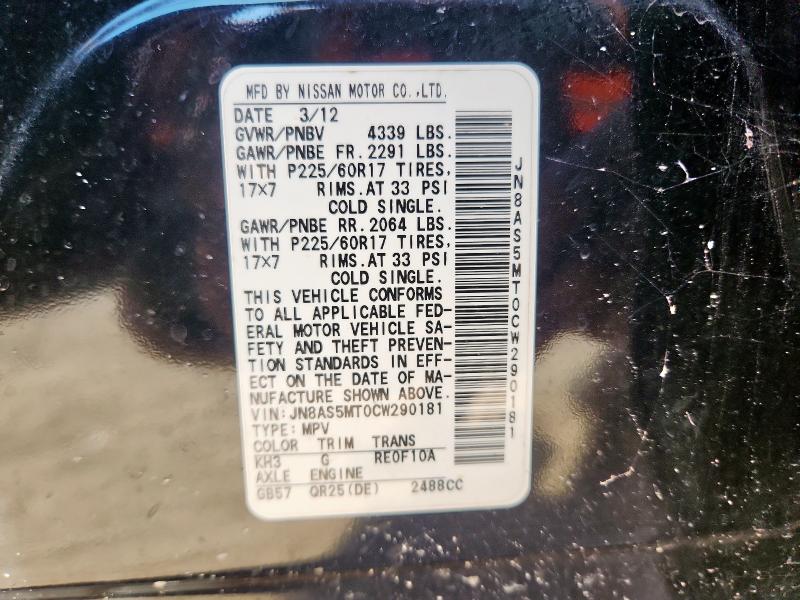 MFD BY NISSAN MOTOR CO.,LTD.
DATE 3/12
GVWR/PNBV 4339 LBS.
GAWR/PNBE FR. 2291 LBS.
WITH P225/60R17 TIRES,
17×7 RIMS. AT 33 PSI
COLD SINGLE.
GAWR/PNBE RR. 2064 LBS.
WITH P225/60R17 TIRES,
17×7 RIMS. AT 33 PSI
COLD SINGLE.
THIS VEHICLE CONFORMS
TO ALL APPLICABLE FED-
ERAL MOTOR VEHICLE SA-
FETY AND THEFT PREVEN-
TION STANDARDS IN EFF-
ECT ON THE DATE OF MA-
NUFACTURE SHOWN ABOVE.
VIN: JN8AS5MT0CW290181
TYPE: MPV
COLOR TRIM TRANS
KH3 G RE0F10A
AXLE ENGINE
GB57 QR25(DE) 2488CC
JN8AS5MT0CW290181